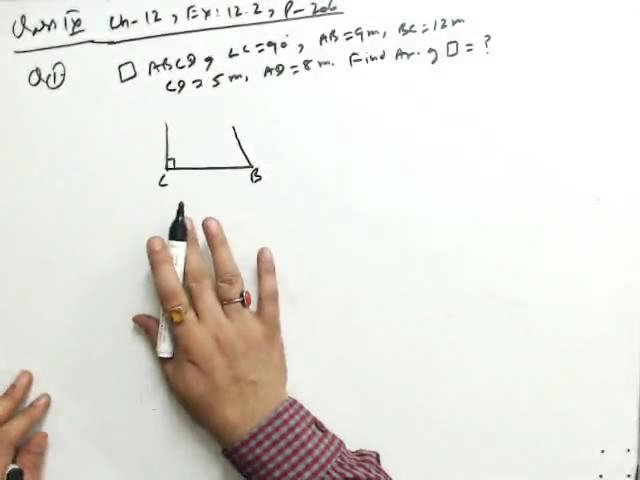 Class IX Ch-12, Ex: 12.2, P-206
Q① □ ABCD, ∠C=90°, AB=9m, BC=12m
CD=5m, AD=8m. Find Ar. of □=?
C B